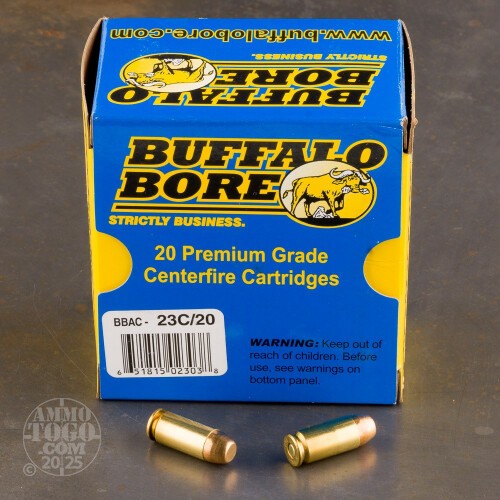 www.buffalobore.com
STRICTLY BUSINESS.
BUFFALO
BORE
BUFFALO
BORE
STRICTLY BUSINESS.
20 Premium Grade
Centerfire Cartridges
BBAC - 23C/20
6 51815 02303 8
WARNING: Keep out of
reach of children. Before
use, see warnings on
bottom panel.
AMMO
TOGO.COM
© 2025